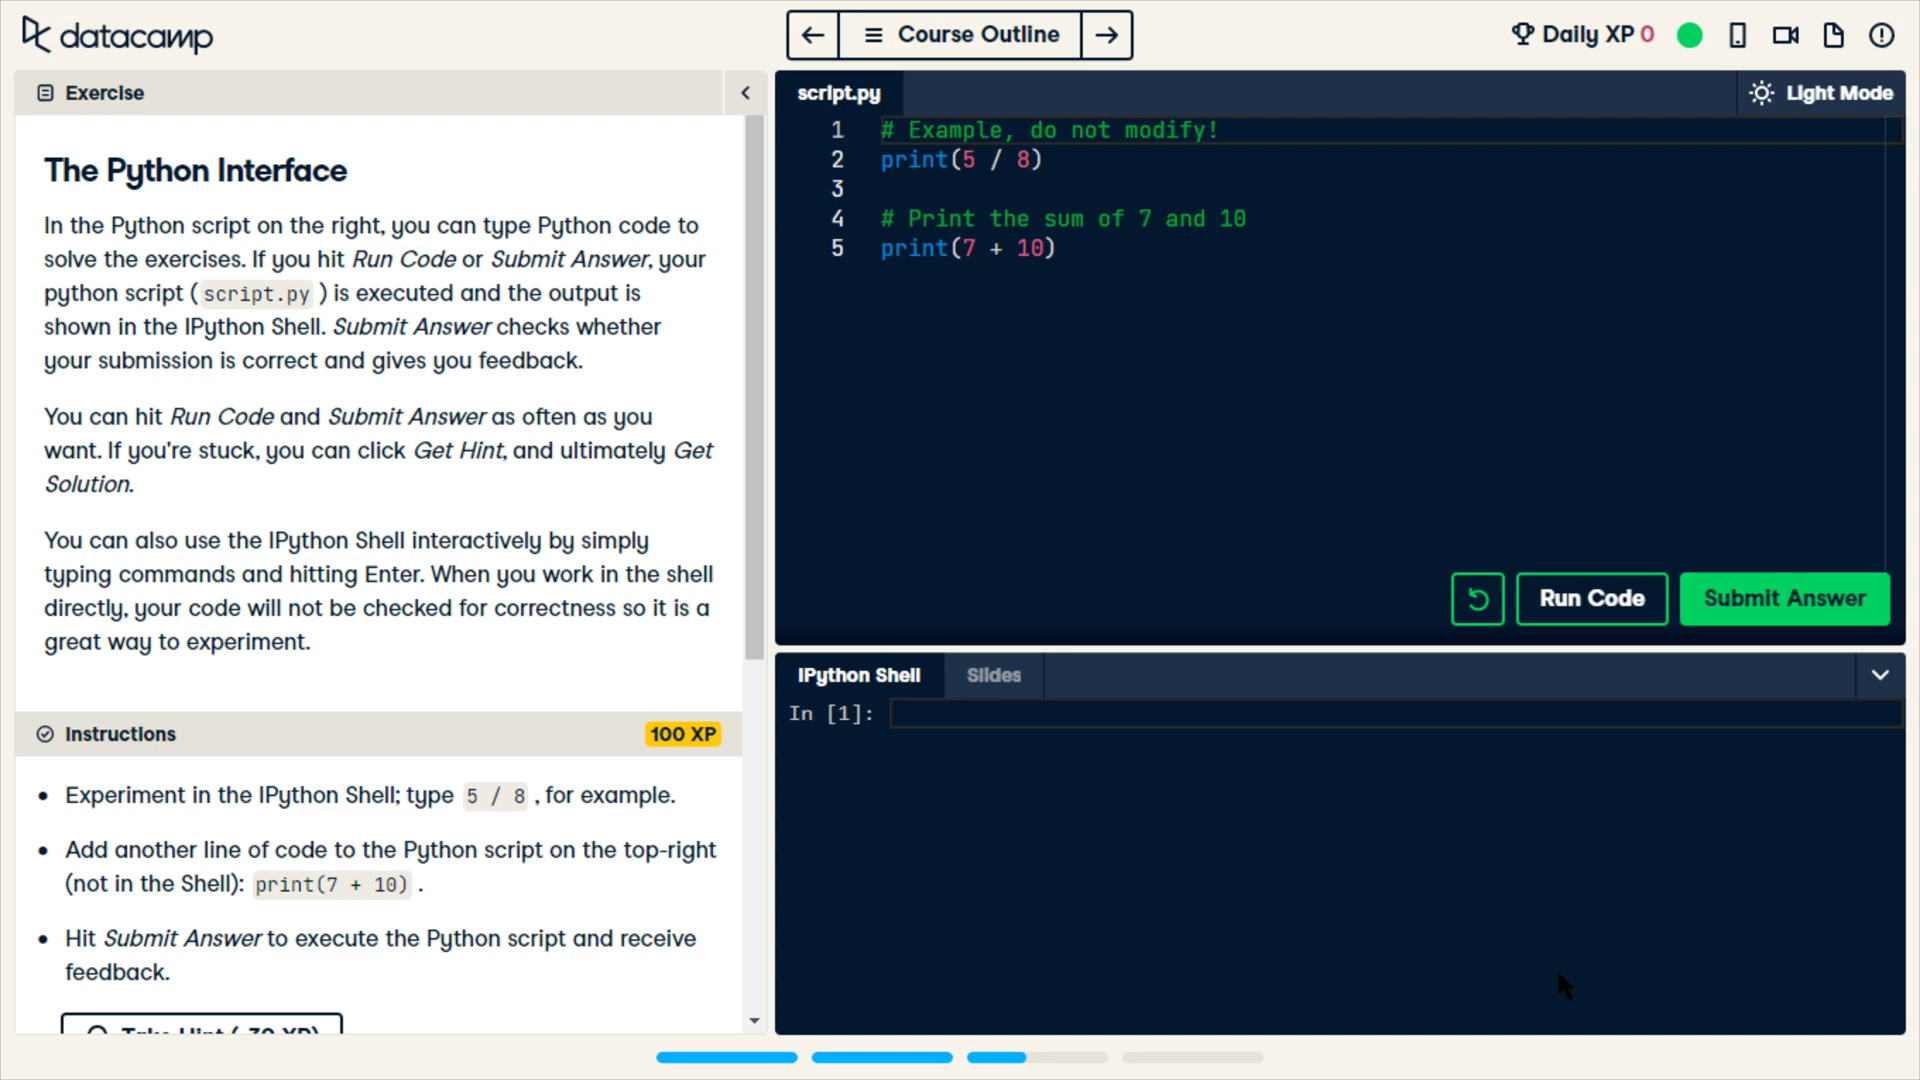 datacamp
Course Outline
Daily XP 0
Exercise
script.py
Light Mode
The Python Interface
In the Python script on the right, you can type Python code to
solve the exercises. If you hit Run Code or Submit Answer, your
python script ( script.py ) is executed and the output is
shown in the IPython Shell. Submit Answer checks whether
your submission is correct and gives you feedback.
You can hit Run Code and Submit Answer as often as you
want. If you're stuck, you can click Get Hint, and ultimately Get
Solution.
You can also use the IPython Shell interactively by simply
typing commands and hitting Enter. When you work in the shell
directly, your code will not be checked for correctness so it is a
great way to experiment.
Instructions
100 XP
Experiment in the IPython Shell; type 5 / 8 , for example.
Add another line of code to the Python script on the top-right
(not in the Shell): print(7 + 10) .
Hit Submit Answer to execute the Python script and receive
feedback.
Take Hint (-30 XP)
1 # Example, do not modify!
2 print(5 / 8)
3
4 # Print the sum of 7 and 10
5 print(7 + 10)
Run Code
Submit Answer
IPython Shell
Slides
In [1]: